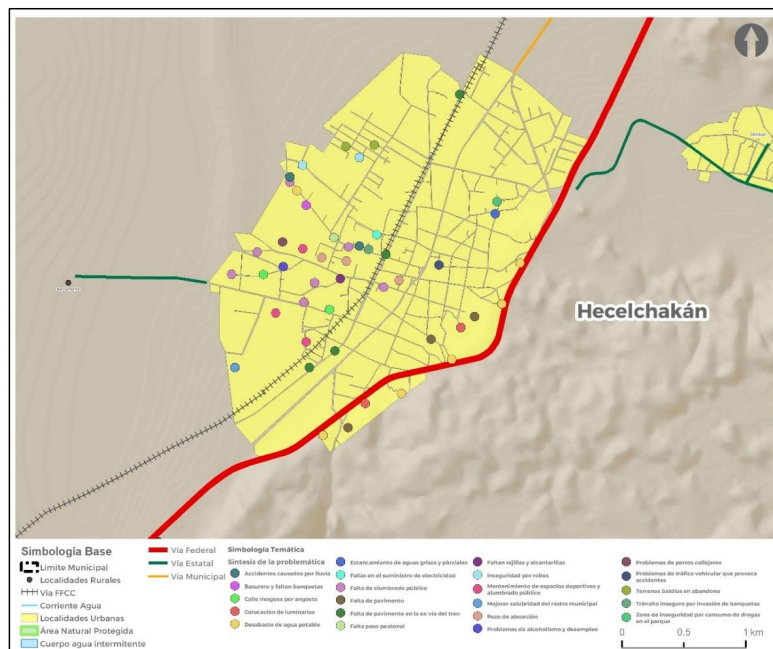 Hecelchakán
Simbología Base
Límite Municipal
Localidades Rurales
Vía FFCC
Corriente Agua
Localidades Urbanas
Área Natural Protegida
Cuerpo agua intermitente
Vía Federal
Vía Estatal
Vía Municipal
Simbología Temática
Síntesis de la problemática
Accidentes causados por lluvia
Basurero y faltan banquetas
Calle riesgosa por angosta
Colocación de luminarias
Desabasto de agua potable
Estancamiento de aguas grises y pluviales
Fallas en el suministro de electricidad
Falta de alumbrado público
Falta de pavimento
Falta de pavimento en la ex-vía del tren
Falta paso peatonal
Faltan rejillas y alcantarillas
Inseguridad por robos
Mantenimiento de espacios deportivos y
alumbrado público
Mejorar salubridad del rastro municipal
Pozo de absorción
Problemas de alcoholismo y desempleo
Problemas de perros callejeros
Problemas de tráfico vehicular que provoca
accidentes
Terrenos baldíos en abandono
Tránsito inseguro por invasión de banquetas
Zona de inseguridad por consumo de drogas
en el parque
0 0.5 1 km